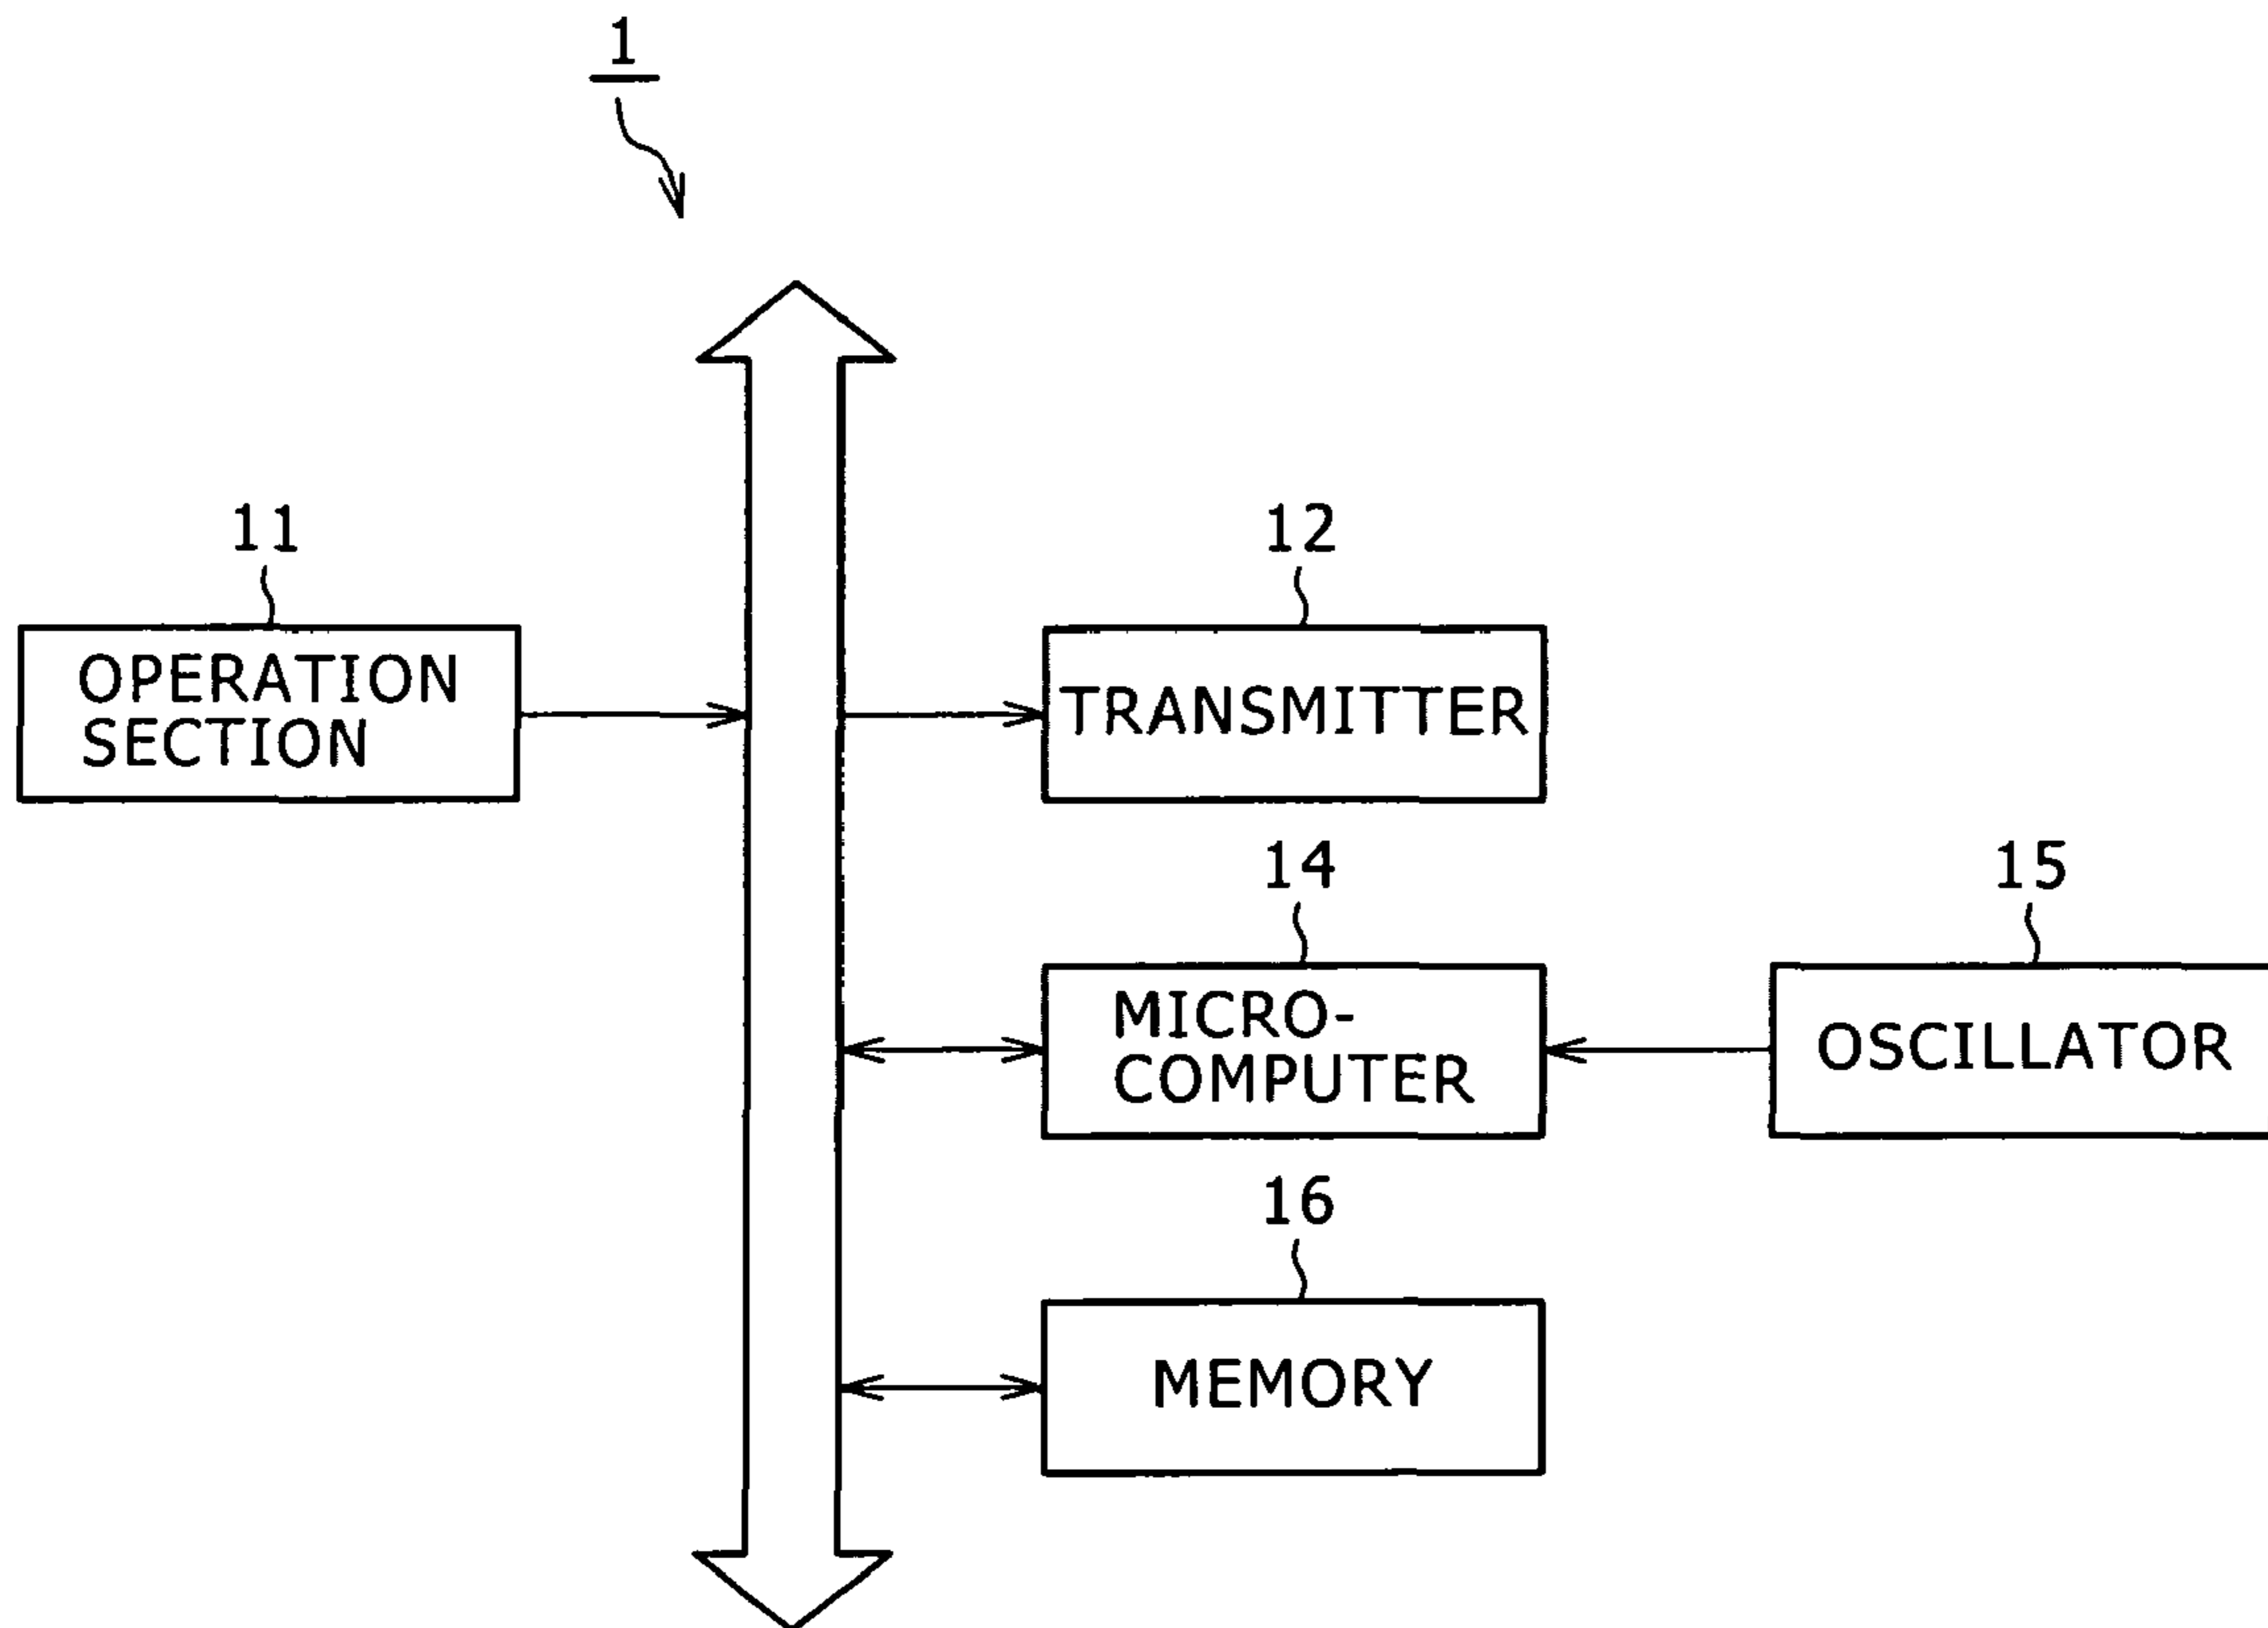 1
11
OPERATION
SECTION
12
TRANSMITTER
14
MICRO-
COMPUTER
15
OSCILLATOR
16
MEMORY